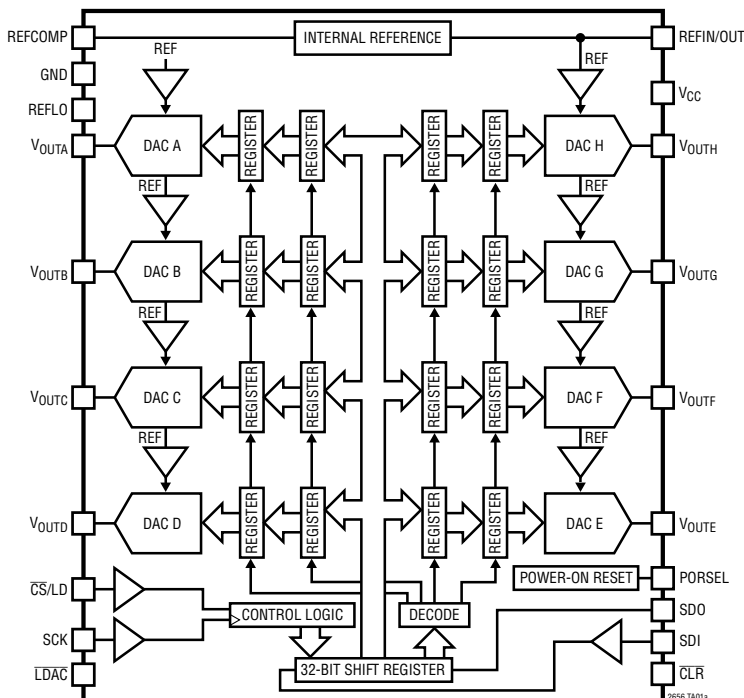 REFCOMP
INTERNAL REFERENCE
REFIN/OUT
GND
REF
REF
VCC
REFLO
VOUTA
DAC A
REGISTER
REGISTER
REGISTER
REGISTER
DAC H
VOUTH
REF
REF
VOUTB
DAC B
REGISTER
REGISTER
REGISTER
REGISTER
DAC G
VOUTG
REF
REF
VOUTC
DAC C
REGISTER
REGISTER
REGISTER
REGISTER
DAC F
VOUTF
REF
REF
VOUTD
DAC D
REGISTER
REGISTER
REGISTER
REGISTER
DAC E
VOUTE
CS/LD
POWER-ON RESET
PORSEL
CONTROL LOGIC
DECODE
SDO
SCK
SDI
LDAC
32-BIT SHIFT REGISTER
CLR
2656 TA01a